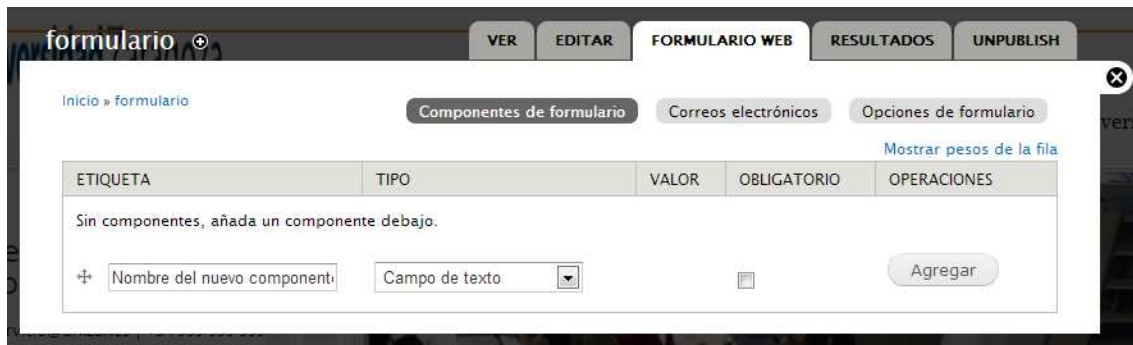 formulario
VER EDITAR FORMULARIO WEB RESULTADOS UNPUBLISH
Inicio » formulario
Componentes de formulario Correos electrónicos Opciones de formulario
Mostrar pesos de la fila
ETIQUETA TIPO VALOR OBLIGATORIO OPERACIONES
Sin componentes, añada un componente debajo.
Nombre del nuevo component Campo de texto Agregar